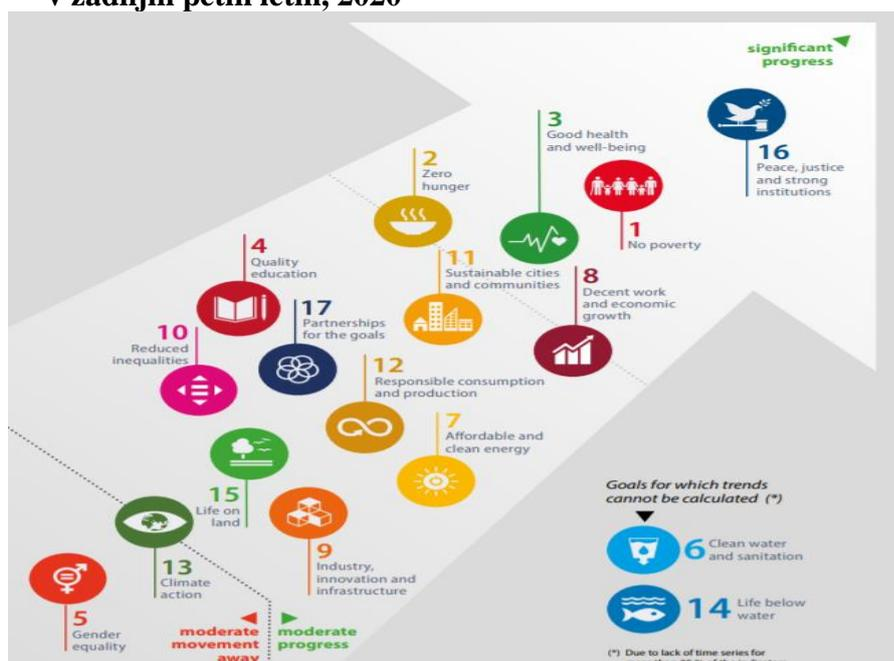 v zadnjih petih letih, 2020
significant
progress
3
Good health
and well-being
16
Peace, justice
and strong
institutions
2
Zero
hunger
1
No poverty
4
Quality
education
11
Sustainable cities
and communities
8
Decent work
and economic
growth
17
Partnerships
for the goals
10
Reduced
inequalities
12
Responsible consumption
and production
7
Affordable and
clean energy
15
Life on
land
9
Industry,
innovation and
infrastructure
13
Climate
action
5
Gender
equality
moderate
movement
away
moderate
progress
Goals for which trends
cannot be calculated (*)
6 Clean water
and sanitation
14 Life below
water
(*) Due to lack of time series for